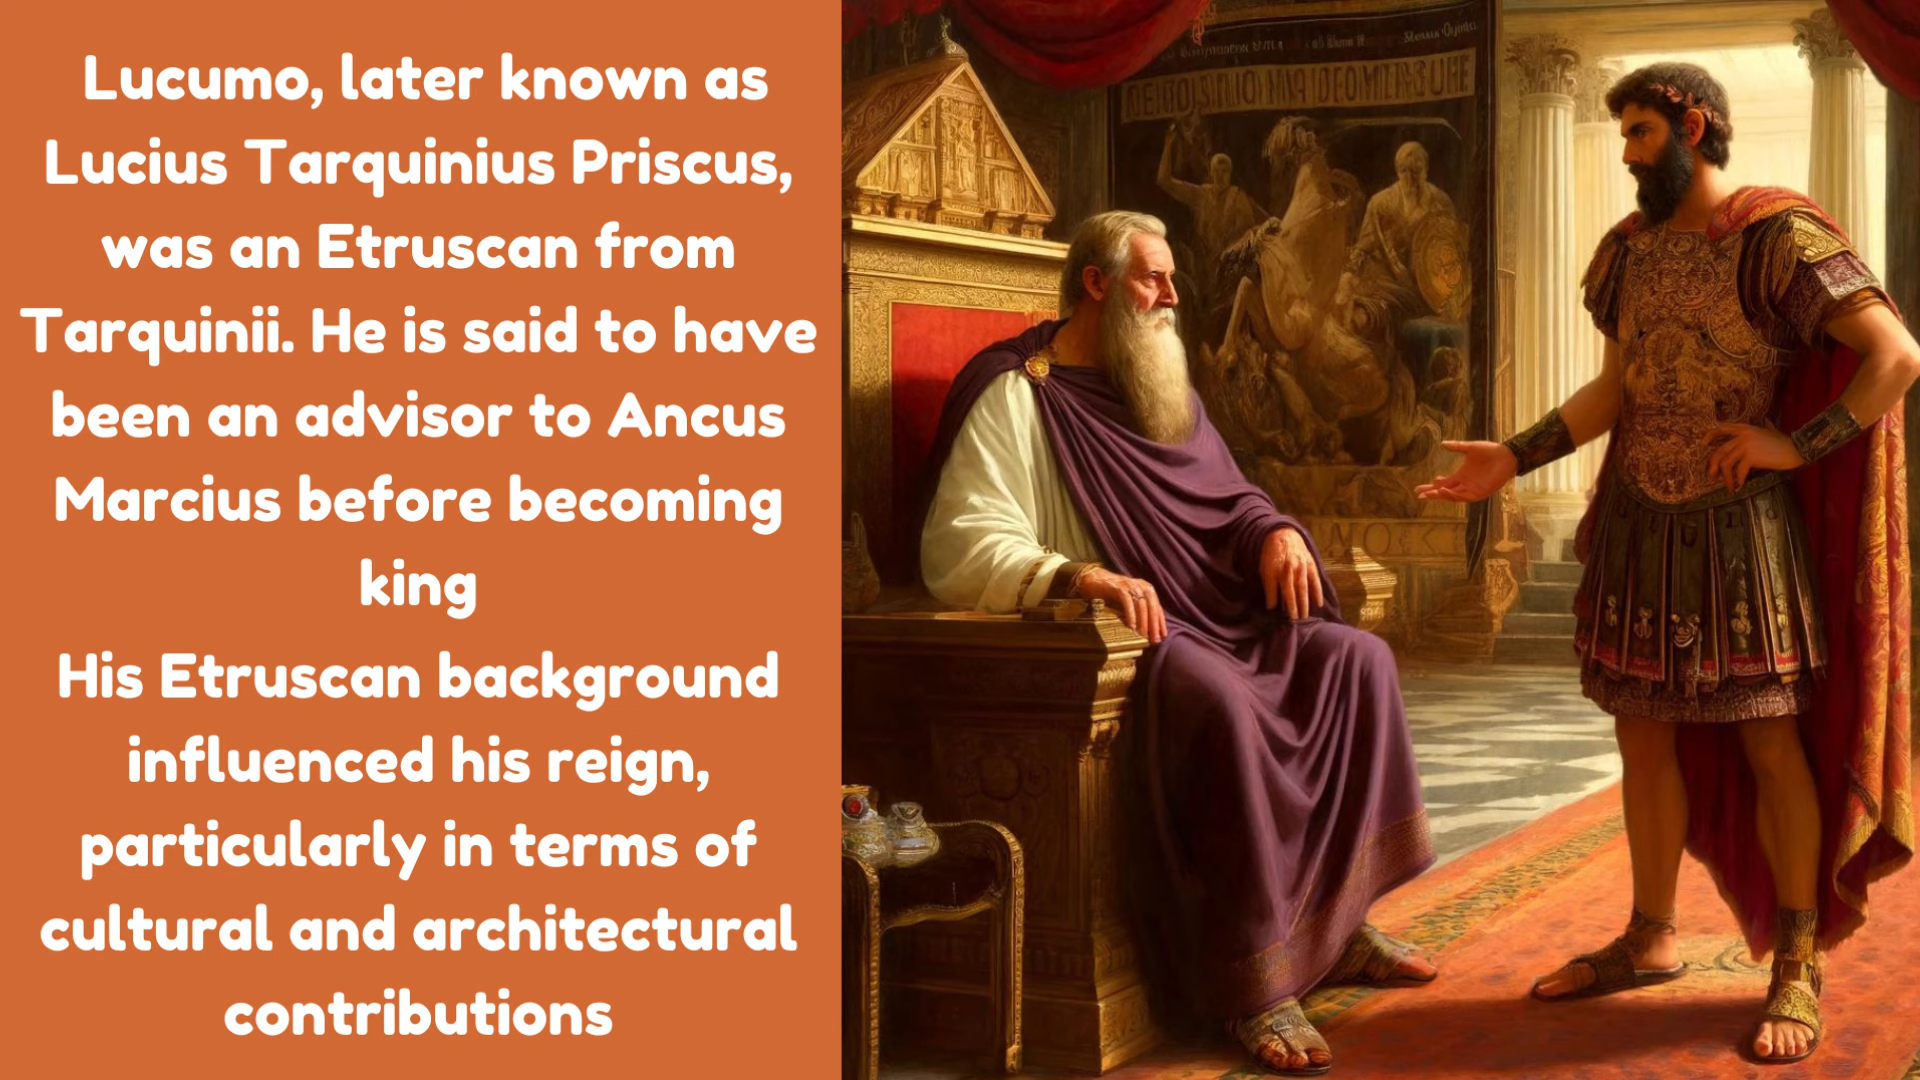 Lucumo, later known as
Lucius Tarquinius Priscus,
was an Etruscan from
Tarquinii. He is said to have
been an advisor to Ancus
Marcius before becoming
king
His Etruscan background
influenced his reign,
particularly in terms of
cultural and architectural
contributions